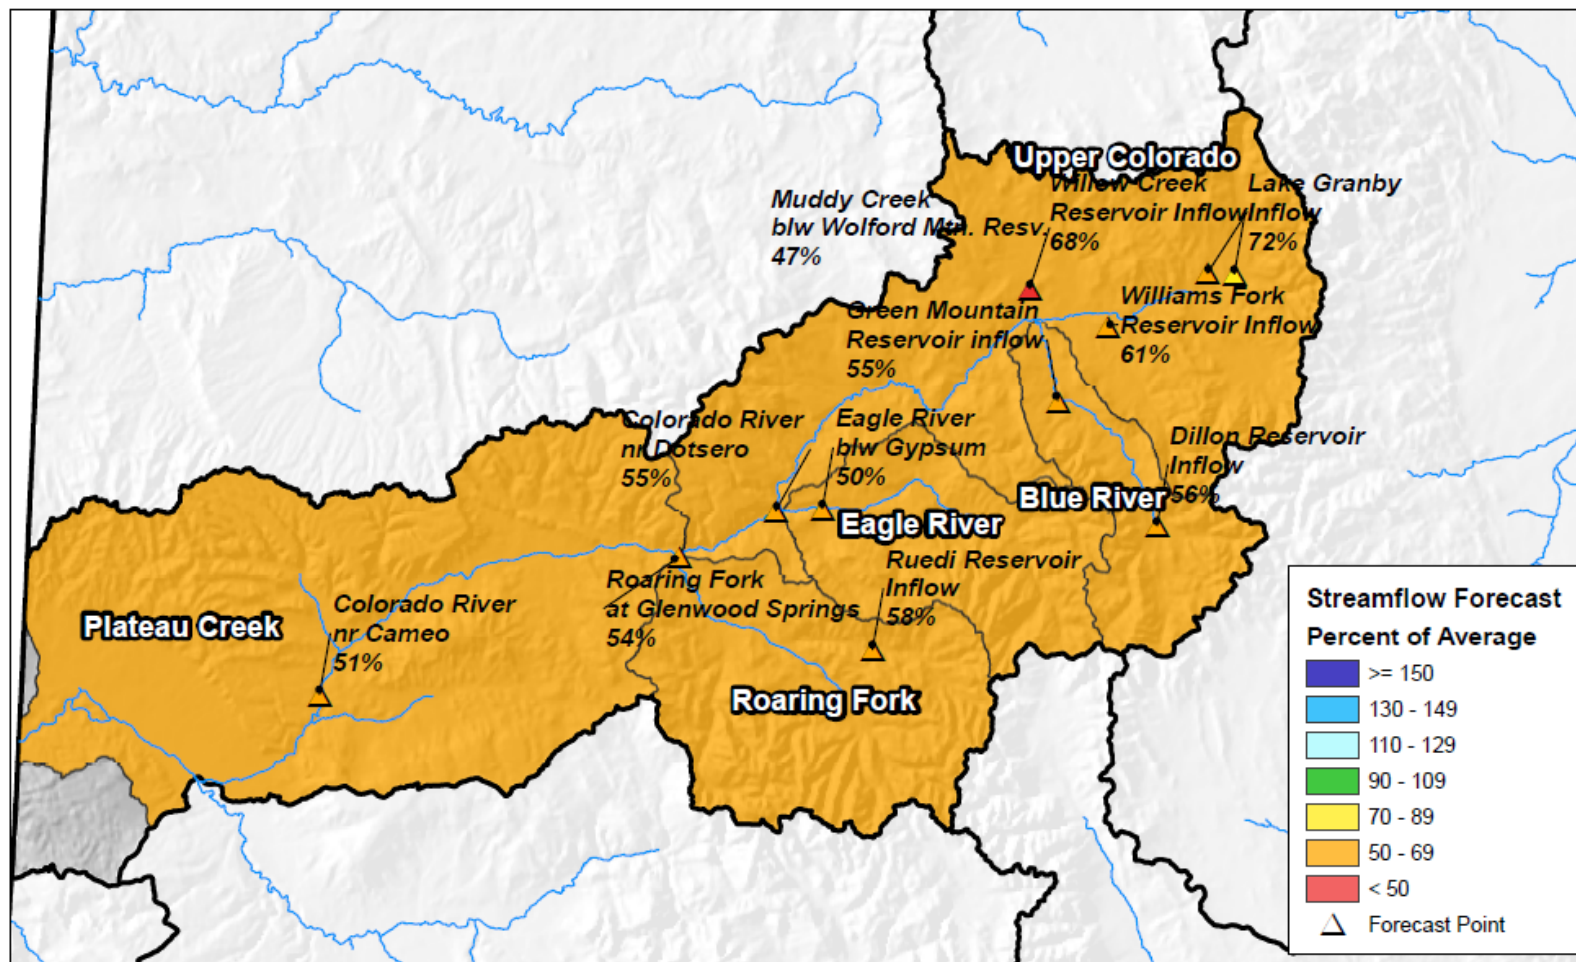 Upper Colorado
Muddy Creek
blw Wolford Mtn. Resv.
47%
Willow Creek
Reservoir Inflow
68%
Lake Granby
Inflow
72%
Green Mountain
Reservoir inflow
55%
Williams Fork
Reservoir Inflow
61%
Colorado River
nr Dotsero
55%
Eagle River
blw Gypsum
50%
Dillon Reservoir
Inflow
56%
Blue River
Eagle River
Ruedi Reservoir
Inflow
58%
Roaring Fork
at Glenwood Springs
54%
Colorado River
nr Cameo
51%
Plateau Creek
Roaring Fork
Streamflow Forecast
Percent of Average
>= 150
130 - 149
110 - 129
90 - 109
70 - 89
50 - 69
< 50
Forecast Point